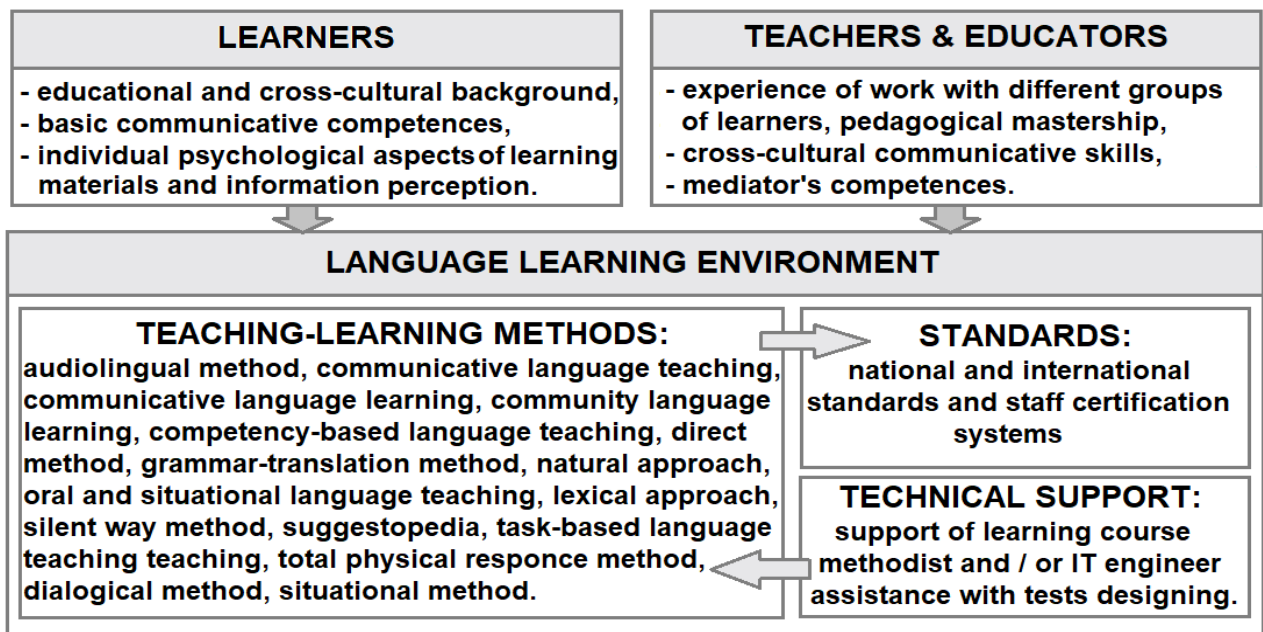 LEARNERS
- educational and cross-cultural background,
- basic communicative competences,
- individual psychological aspects of learning
materials and information perception.
TEACHERS & EDUCATORS
- experience of work with different groups
of learners, pedagogical mastership,
- cross-cultural communicative skills,
- mediator's competences.
LANGUAGE LEARNING ENVIRONMENT
TEACHING-LEARNING METHODS:
audiolingual method, communicative language teaching,
communicative language learning, community language
learning, competency-based language teaching, direct
method, grammar-translation method, natural approach,
oral and situational language teaching, lexical approach,
silent way method, suggestopedia, task-based language
teaching teaching, total physical responce method,
dialogical method, situational method.
STANDARDS:
national and international
standards and staff certification
systems
TECHNICAL SUPPORT:
support of learning course
methodist and / or IT engineer
assistance with tests designing.